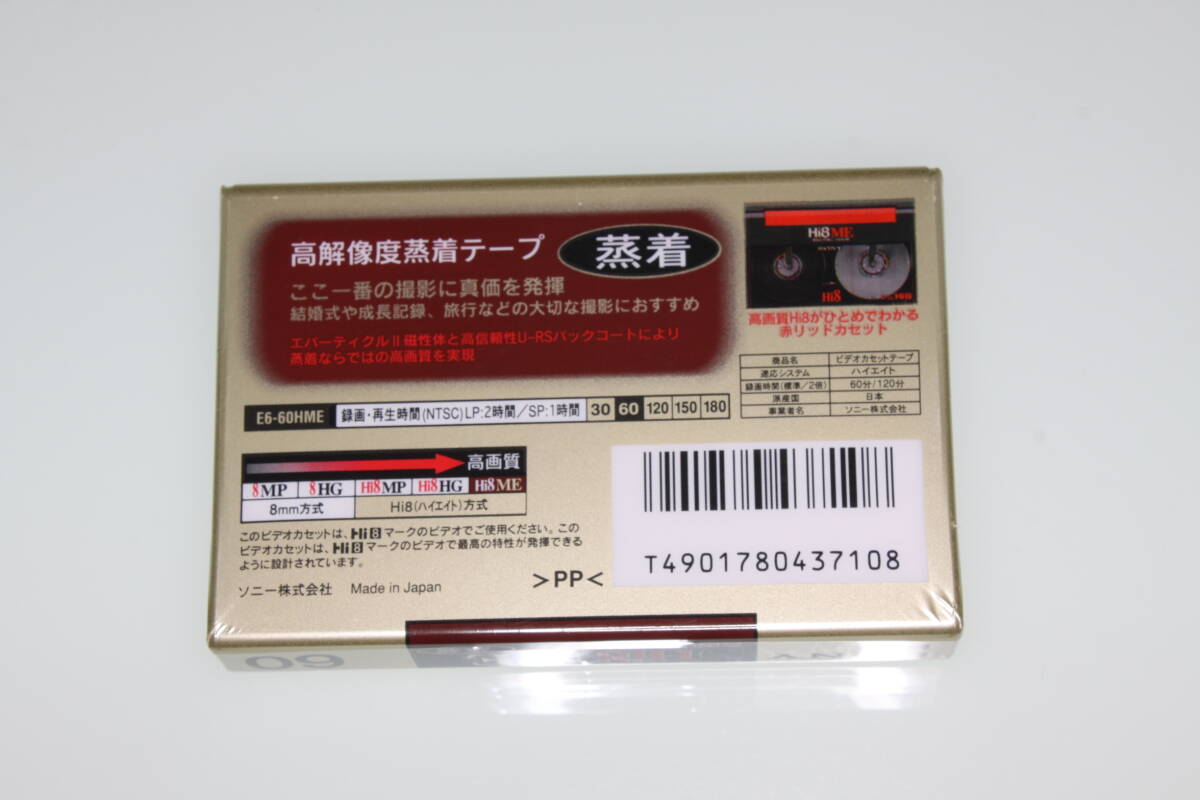 高解像度蒸着テープ
蒸着
ここ一番の撮影に真価を発揮
結婚式や成長記録、旅行などの大切な撮影におすすめ
エバーティクルⅡ磁性体と高信頼性U-RSバックコートにより
蒸着ならではの高画質を実現
Hi8ME
Hi8
高画質Hi8がひとめでわかる
赤リッドカセット
商品名 ビデオカセットテープ
適応システム ハイエイト
録画時間(標準/2倍) 60分/120分
原産国 日本
事業者名 ソニー株式会社
E6-60HME 録画・再生時間(NTSC)LP:2時間/SP:1時間 30 60 120 150 180
高画質
8MP 8HG Hi8MP Hi8HG Hi8ME
8mm方式 Hi8(ハイエイト)方式
このビデオカセットは、Hi8マークのビデオでご使用ください。この
ビデオカセットは、Hi8マークのビデオで最高の特性が発揮できる
ように設計されています。
ソニー株式会社 Made in Japan
>PP<
T4901780437108
60